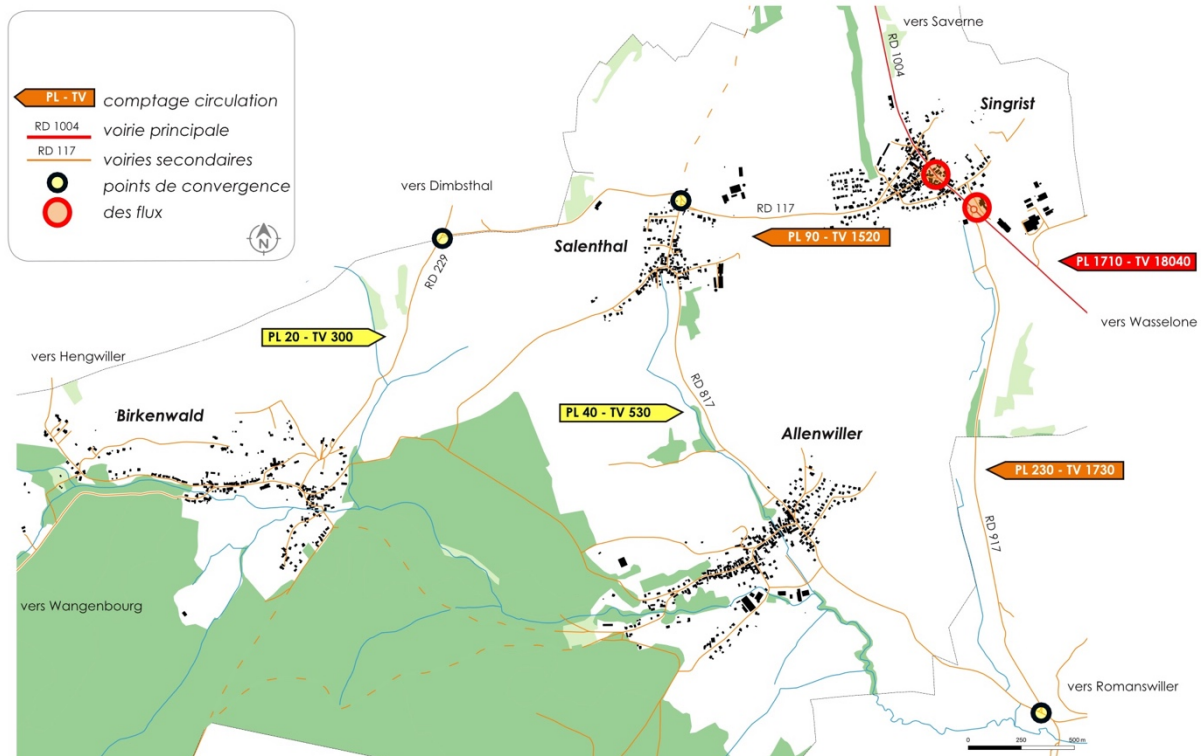 PL - TV
comptage circulation
RD 1004
voirie principale
RD 117
voiries secondaires
points de convergence
des flux
N
vers Saverne
RD 1004
Singrist
vers Dimbsthal
RD 117
Salenthal
PL 90 - TV 1520
RD 229
PL 1710 - TV 18040
vers Wasselone
PL 20 - TV 300
vers Hengwiller
RD 817
Birkenwald
PL 40 - TV 530
Allenwiller
PL 230 - TV 1730
RD 917
vers Wangenbourg
vers Romanswiller
0 250 500 m